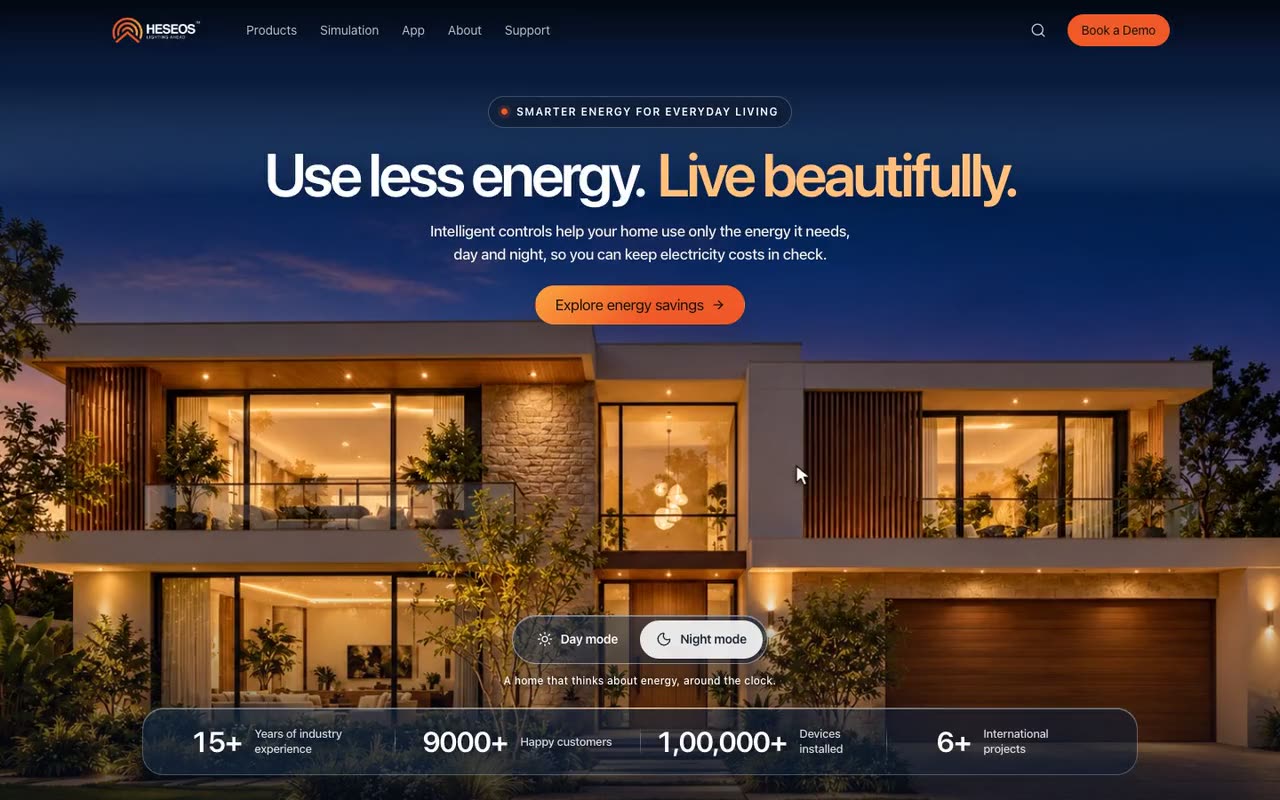 HESEOS™
LIGHTING AHEAD
Products
Simulation
App
About
Support
Book a Demo
SMARTER ENERGY FOR EVERYDAY LIVING
Use less energy. Live beautifully.
Intelligent controls help your home use only the energy it needs,
day and night, so you can keep electricity costs in check.
Explore energy savings →
Day mode
Night mode
A home that thinks about energy, around the clock.
15+
Years of industry
experience
9000+
Happy customers
1,00,000+
Devices
installed
6+
International
projects